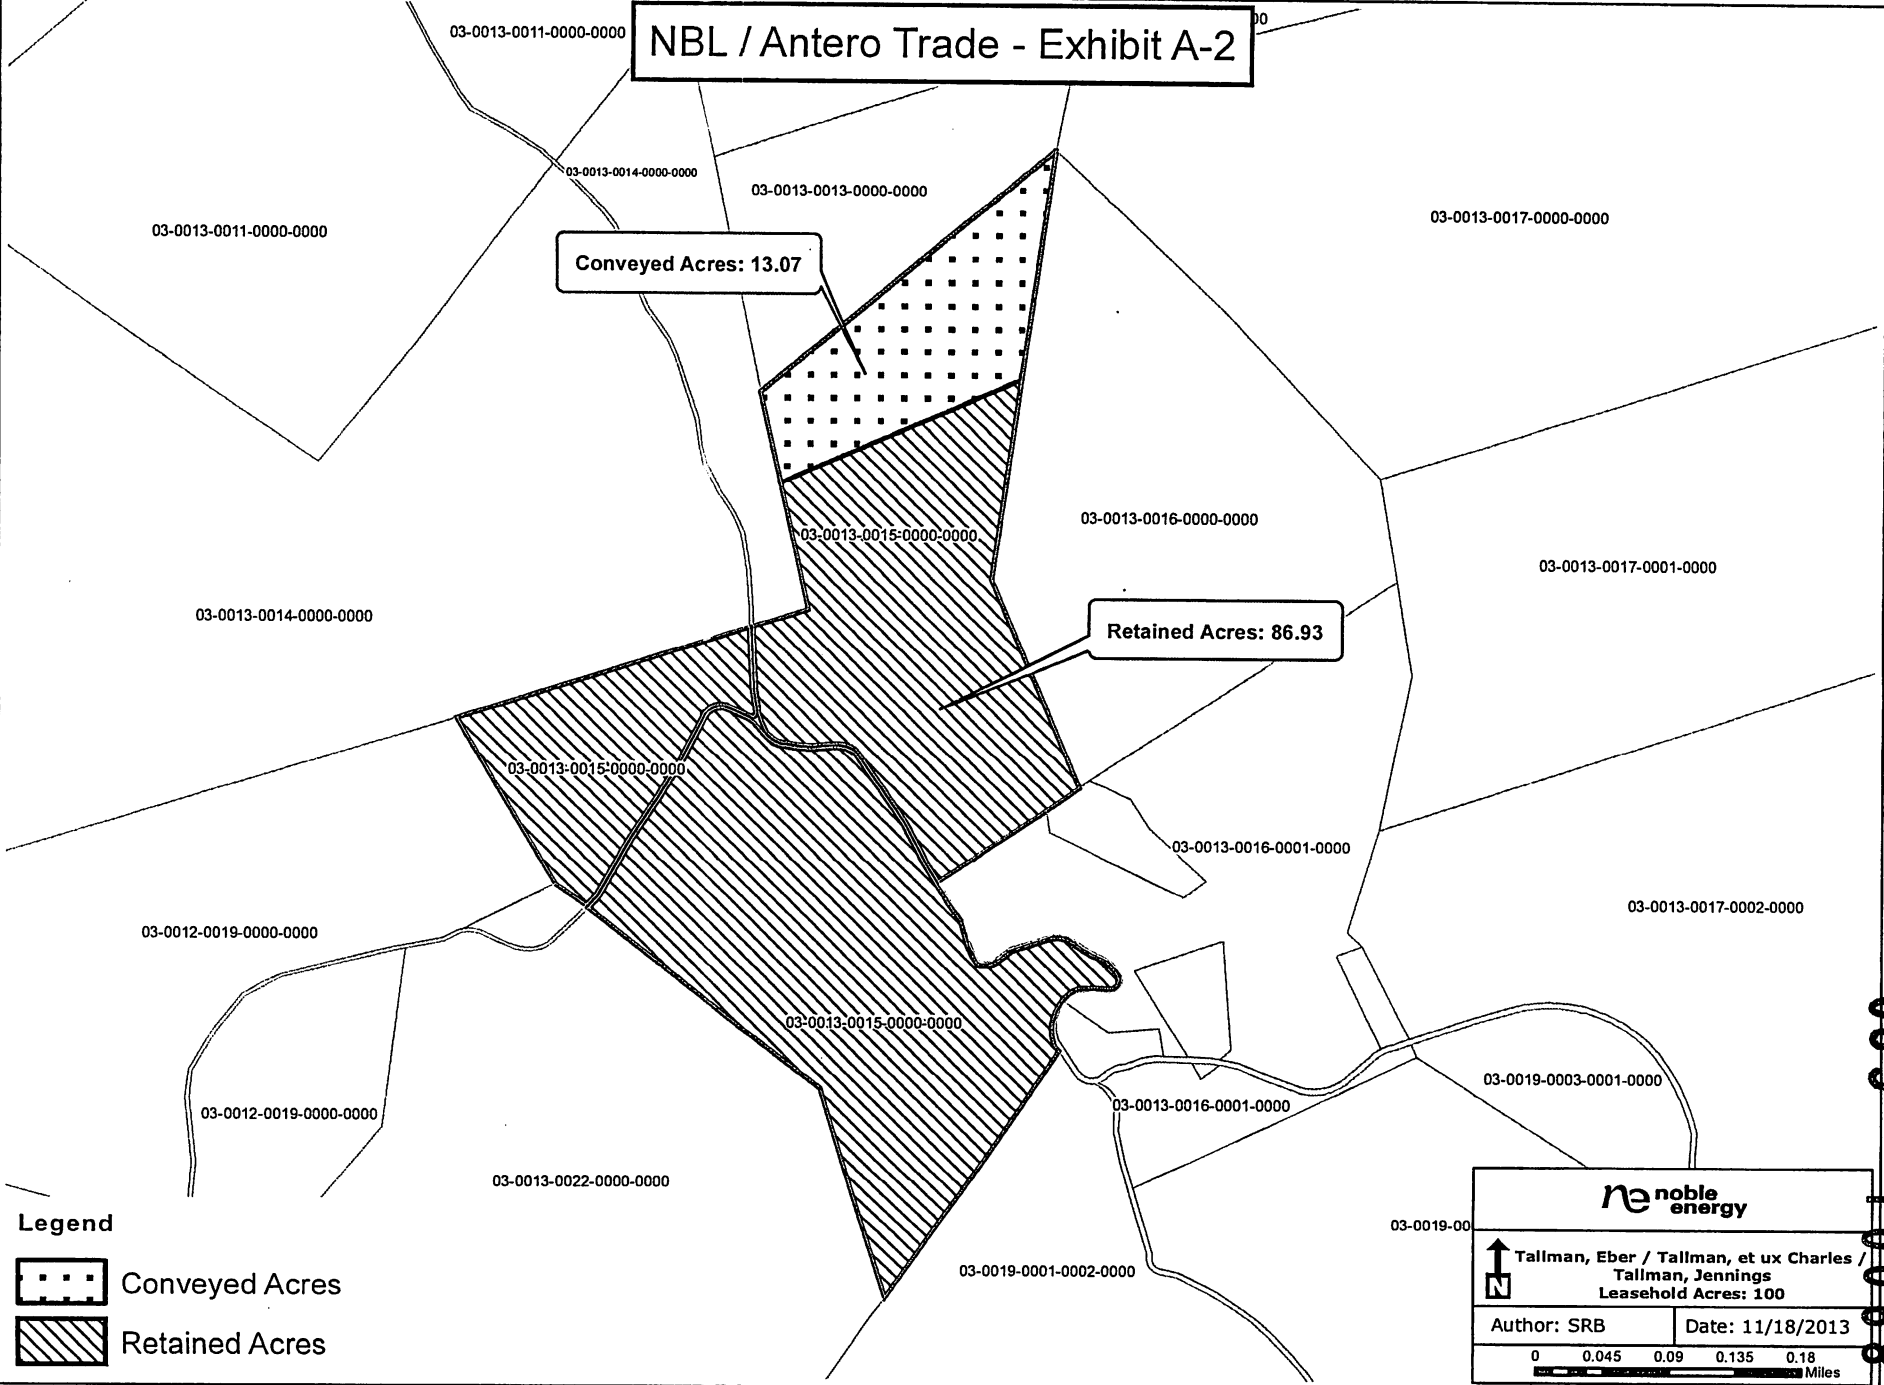 03-0013-0011-0000-0000
NBL / Antero Trade - Exhibit A-2
00
03-0013-0014-0000-0000
03-0013-0013-0000-0000
03-0013-0011-0000-0000
03-0013-0017-0000-0000
Conveyed Acres: 13.07
03-0013-0015-0000-0000
03-0013-0016-0000-0000
03-0013-0017-0001-0000
03-0013-0014-0000-0000
Retained Acres: 86.93
03-0013-0015-0000-0000
03-0013-0016-0001-0000
03-0013-0017-0002-0000
03-0012-0019-0000-0000
03-0013-0015-0000-0000
03-0019-0003-0001-0000
03-0012-0019-0000-0000
03-0013-0016-0001-0000
03-0013-0022-0000-0000
03-0019-00
03-0019-0001-0002-0000
Legend
Conveyed Acres
Retained Acres
ne noble
energy
N
Tallman, Eber / Tallman, et ux Charles /
Tallman, Jennings
Leasehold Acres: 100
Author: SRB
Date: 11/18/2013
0 0.045 0.09 0.135 0.18
Miles